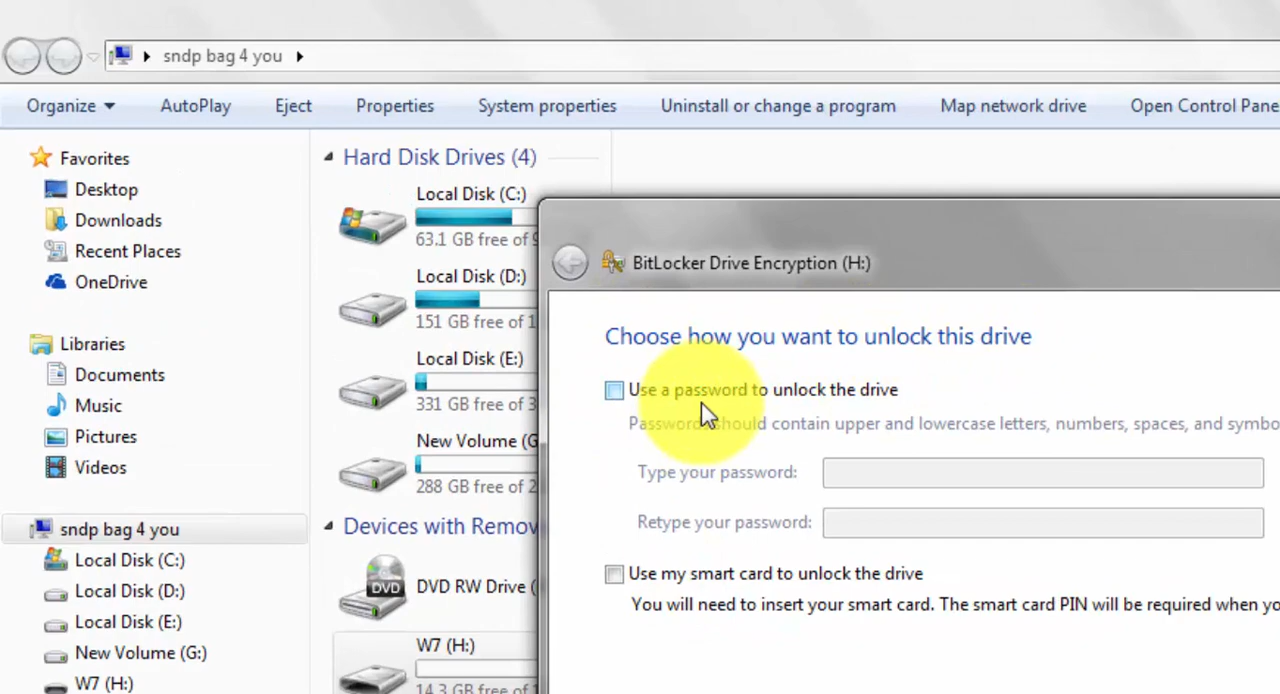 sndp bag 4 you
Organize AutoPlay Eject Properties System properties Uninstall or change a program Map network drive Open Control Pane
Favorites
Desktop
Downloads
Recent Places
OneDrive
Libraries
Documents
Music
Pictures
Videos
sndp bag 4 you
Local Disk (C:)
Local Disk (D:)
Local Disk (E:)
New Volume (G:)
W7 (H:)
Hard Disk Drives (4)
Local Disk (C:)
63.1 GB free of 9
Local Disk (D:)
151 GB free of 1
Local Disk (E:)
331 GB free of 3
New Volume (G
288 GB free of 2
Devices with Remov
DVD
DVD RW Drive (
W7 (H:)
14.3 GB free of 1
BitLocker Drive Encryption (H:)
Choose how you want to unlock this drive
Use a password to unlock the drive
Passwords should contain upper and lowercase letters, numbers, spaces, and symbo
Type your password:
Retype your password:
Use my smart card to unlock the drive
You will need to insert your smart card. The smart card PIN will be required when yo